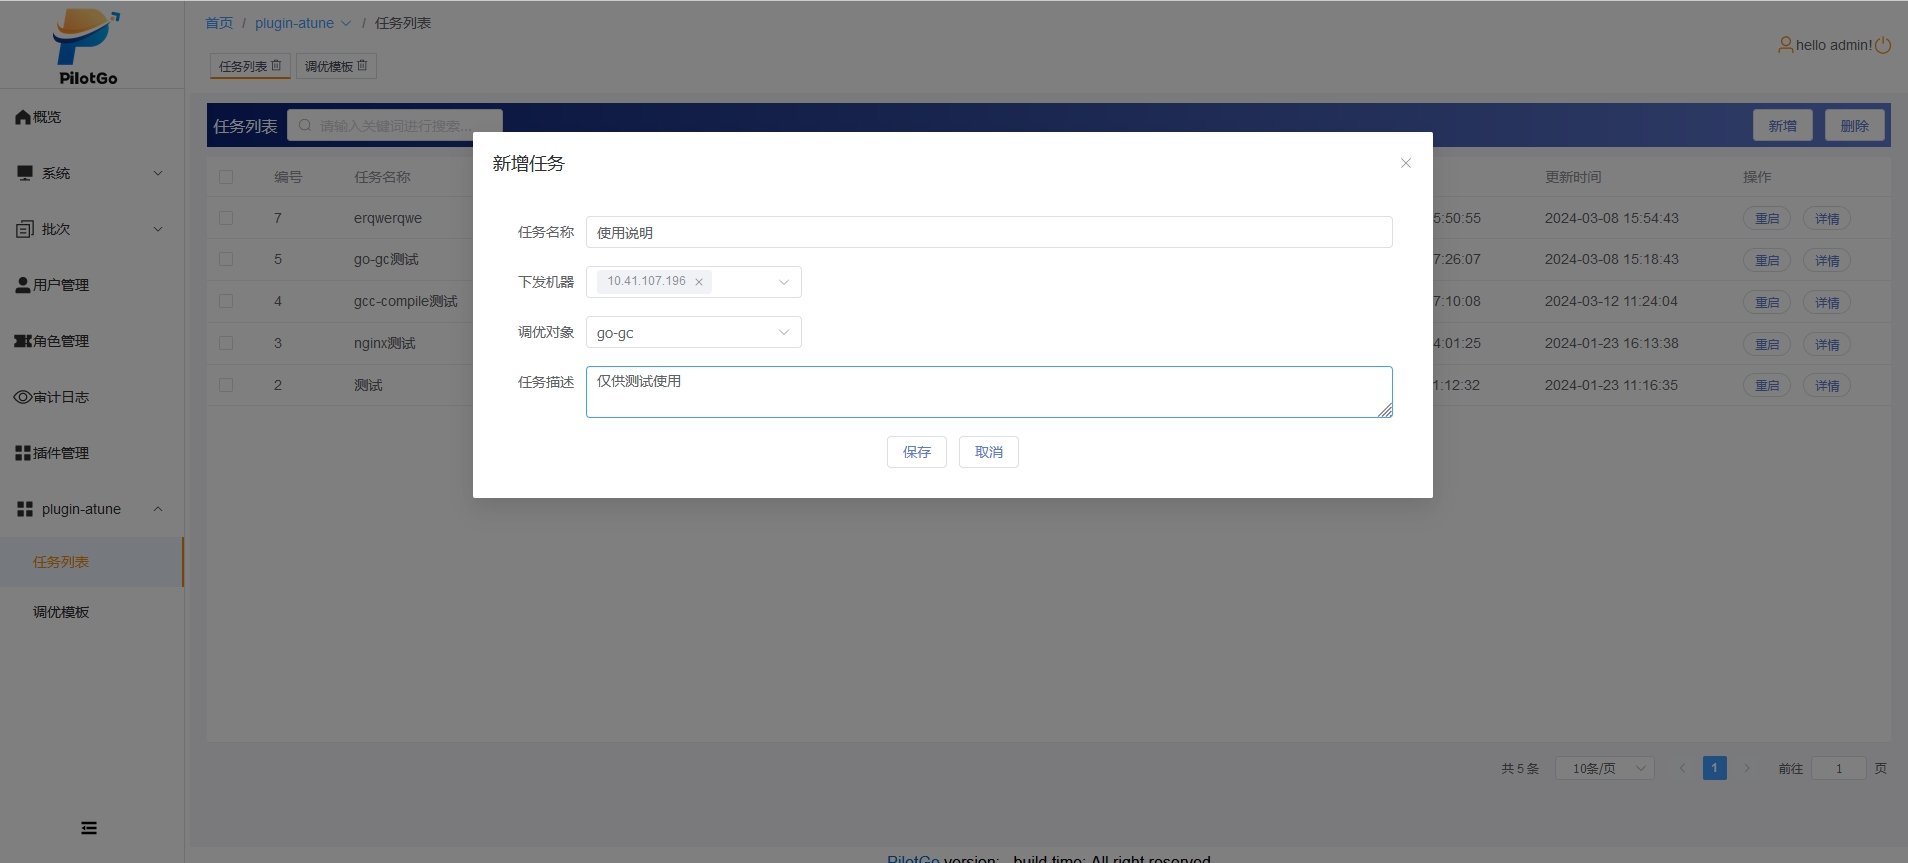 PilotGo
首页 / plugin-atune / 任务列表
任务列表 调优模板
hello admin!
概览
系统
批次
用户管理
角色管理
审计日志
插件管理
plugin-atune
任务列表
调优模板
任务列表 请输入关键词进行搜索... 新增 删除
编号 任务名称 更新时间 操作
7 erqwerqwe 5:50:55 2024-03-08 15:54:43 重启 详情
5 go-gc测试 7:26:07 2024-03-08 15:18:43 重启 详情
4 gcc-compile测试 7:10:08 2024-03-12 11:24:04 重启 详情
3 nginx测试 4:01:25 2024-01-23 16:13:38 重启 详情
2 测试 1:12:32 2024-01-23 11:16:35 重启 详情
新增任务
任务名称 使用说明
下发机器 10.41.107.196
调优对象 go-gc
任务描述 仅供测试使用
保存 取消
共 5 条 10条/页 1 前往 1 页
PilotGo version: build time: All right reserved